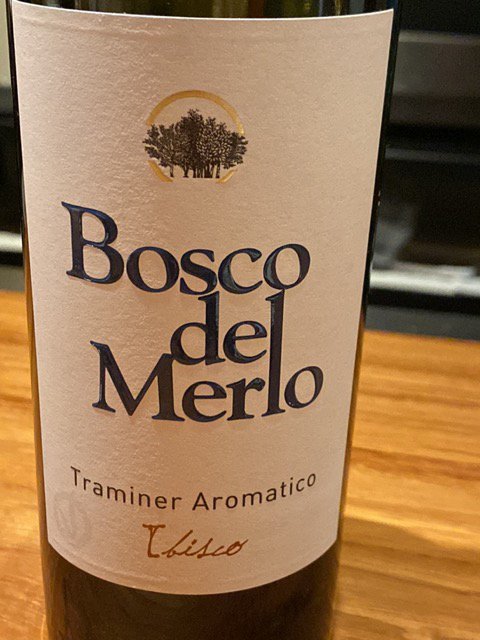 Bosco
del
Merlo
Traminer Aromatico
Ibisco